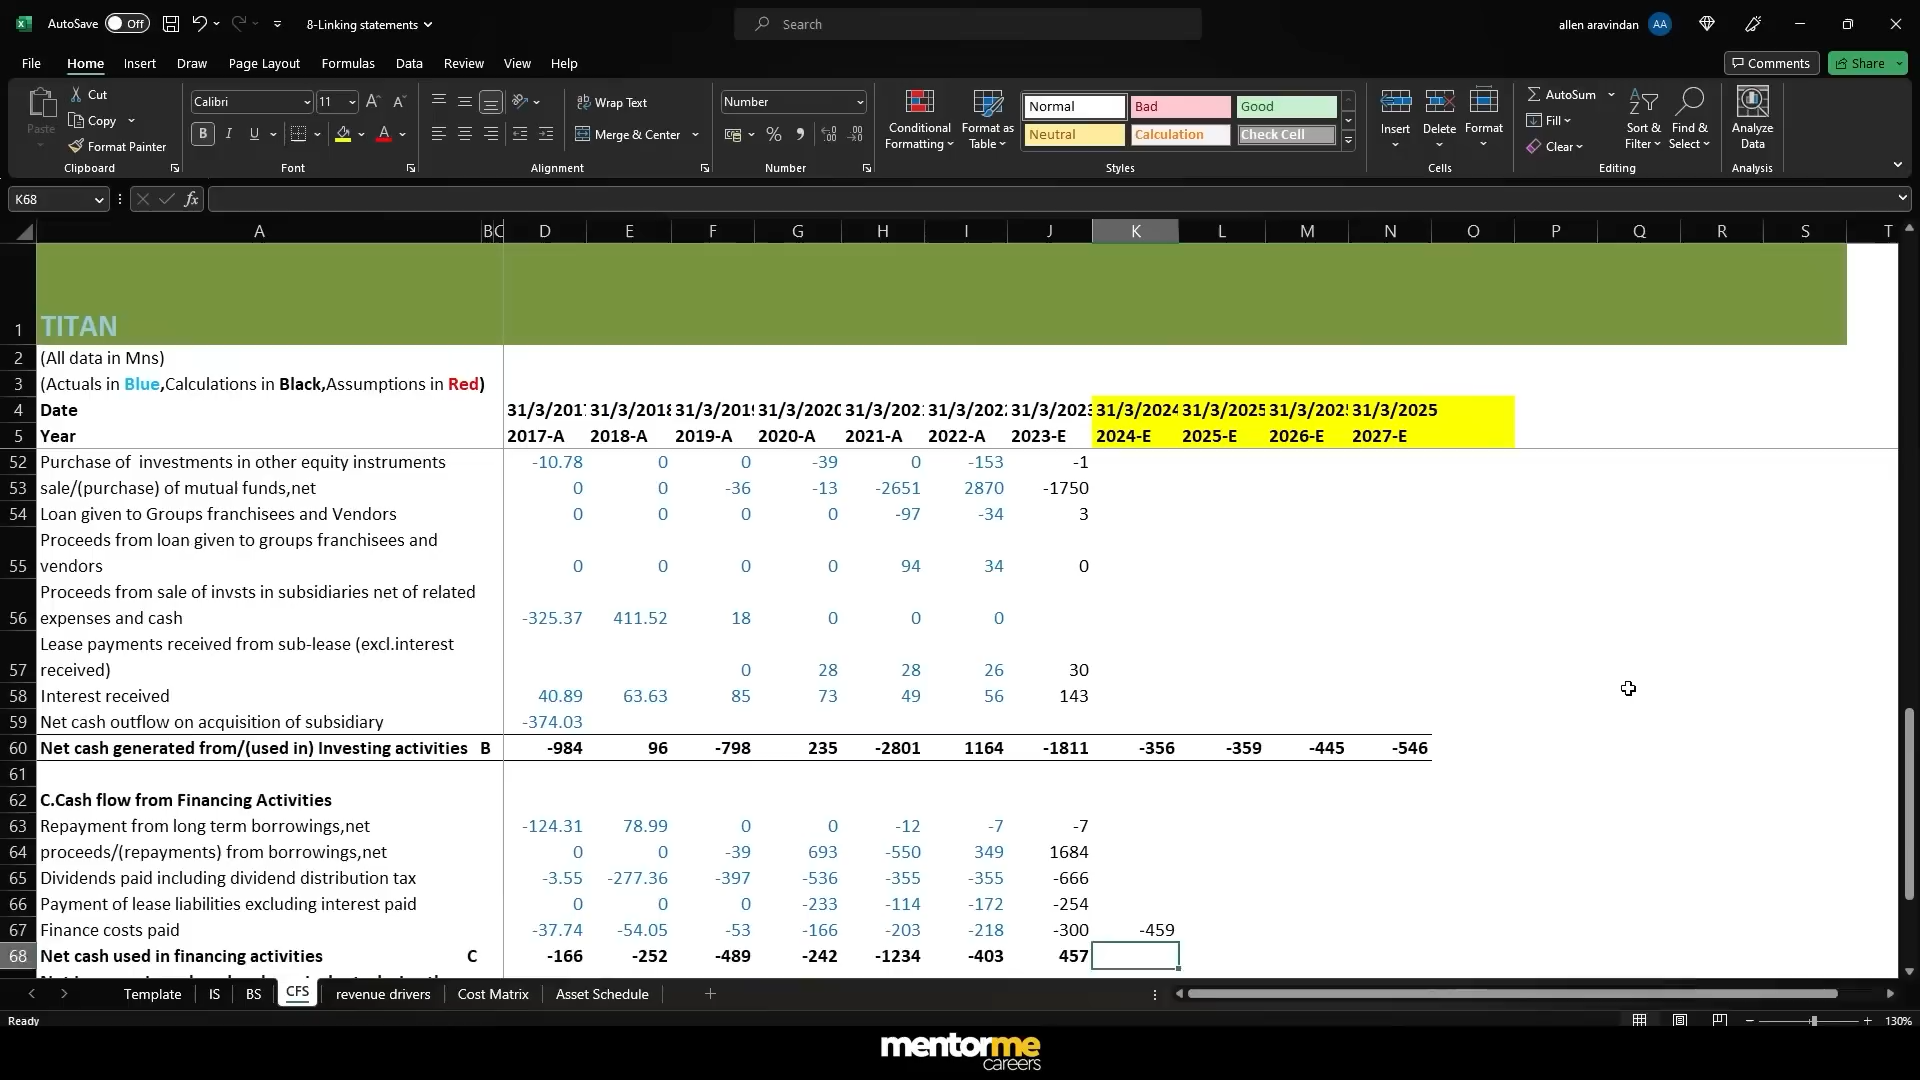 AutoSave Off 8-Linking statements Search allen aravindan AA
File Home Insert Draw Page Layout Formulas Data Review View Help Comments Share
Paste Cut Copy Format Painter Clipboard
Calibri 11 B I U A Font
Wrap Text Merge & Center Alignment
Number % Number
Conditional Formatting Format as Table Normal Bad Good Neutral Calculation Check Cell Styles
Insert Delete Format Cells
AutoSum Fill Clear Sort & Filter Find & Select Editing
Analyze Data Analysis
K68 fx
A B C D E F G H I J K L M N O P Q R S T
1 TITAN
2 (All data in Mns)
3 (Actuals in Blue,Calculations in Black,Assumptions in Red)
4 Date 31/3/201 31/3/2018 31/3/2019 31/3/2020 31/3/202 31/3/202 31/3/2023 31/3/2024 31/3/2025 31/3/202 31/3/2025
5 Year 2017-A 2018-A 2019-A 2020-A 2021-A 2022-A 2023-E 2024-E 2025-E 2026-E 2027-E
52 Purchase of investments in other equity instruments -10.78 0 0 -39 0 -153 -1
53 sale/(purchase) of mutual funds,net 0 0 -36 -13 -2651 2870 -1750
54 Loan given to Groups franchisees and Vendors 0 0 0 0 -97 -34 3
Proceeds from loan given to groups franchisees and
55 vendors 0 0 0 0 94 34 0
Proceeds from sale of invsts in subsidiaries net of related
56 expenses and cash -325.37 411.52 18 0 0 0
Lease payments received from sub-lease (excl.interest
57 received) 0 28 28 26 30
58 Interest received 40.89 63.63 85 73 49 56 143
59 Net cash outflow on acquisition of subsidiary -374.03
60 Net cash generated from/(used in) Investing activities B -984 96 -798 235 -2801 1164 -1811 -356 -359 -445 -546
61
62 C.Cash flow from Financing Activities
63 Repayment from long term borrowings,net -124.31 78.99 0 0 -12 -7 -7
64 proceeds/(repayments) from borrowings,net 0 0 -39 693 -550 349 1684
65 Dividends paid including dividend distribution tax -3.55 -277.36 -397 -536 -355 -355 -666
66 Payment of lease liabilities excluding interest paid 0 0 0 -233 -114 -172 -254
67 Finance costs paid -37.74 -54.05 -53 -166 -203 -218 -300 -459
68 Net cash used in financing activities C -166 -252 -489 -242 -1234 -403 457
Template IS BS CFS revenue drivers Cost Matrix Asset Schedule
Ready 130%
mentorme
careers